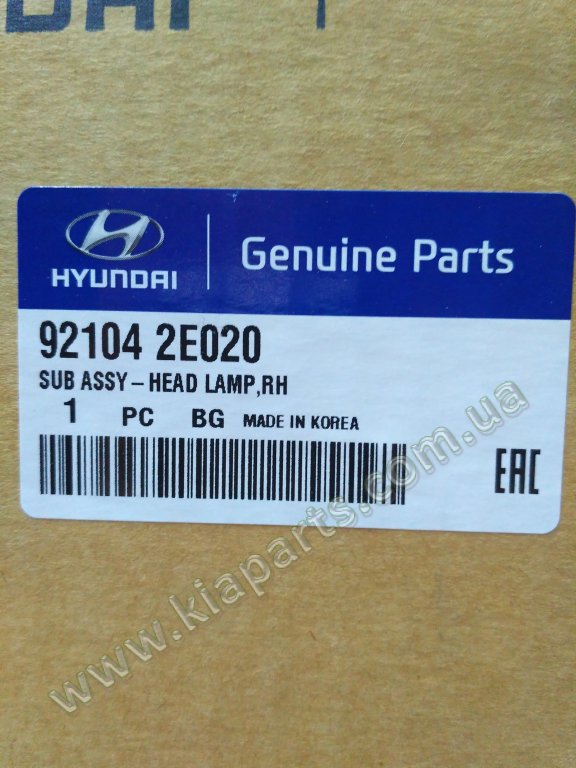 HYUNDAI
Genuine Parts
92104 2E020
SUB ASSY-HEAD LAMP,RH
1 PC BG MADE IN KOREA
EAC
www.kiaparts.com.ua